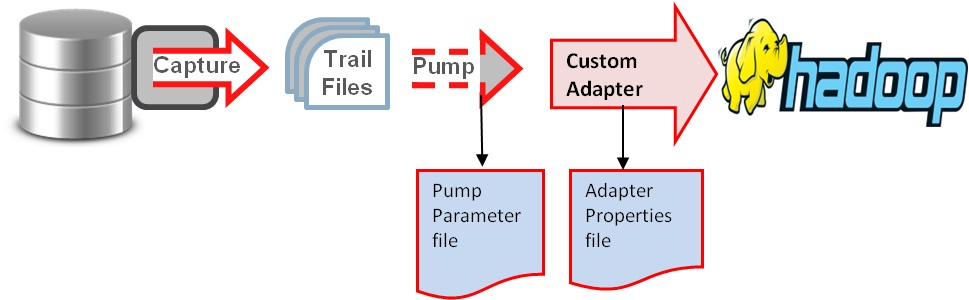 Capture
Trail
Files
Pump
Custom
Adapter
hadoop
Pump
Parameter
file
Adapter
Properties
file